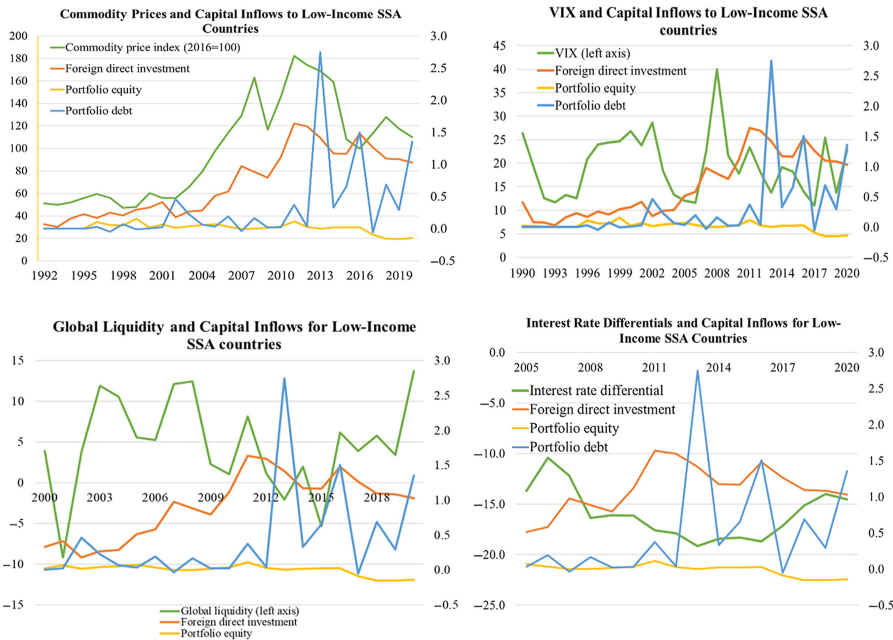 Commodity Prices and Capital Inflows to Low-Income SSA
Countries
200
180
160
140
120
100
80
60
40
20
0
3.0
2.5
2.0
1.5
1.0
0.5
0.0
−0.5
Commodity price index (2016=100)
Foreign direct investment
Portfolio equity
Portfolio debt
1992 1995 1998 2001 2004 2007 2010 2013 2016 2019
VIX and Capital Inflows to Low-Income SSA
countries
45
40
35
30
25
20
15
10
5
0
3.0
2.5
2.0
1.5
1.0
0.5
0.0
−0.5
VIX (left axis)
Foreign direct investment
Portfolio equity
Portfolio debt
1990 1993 1996 1999 2002 2005 2008 2011 2014 2017 2020
Global Liquidity and Capital Inflows for Low-Income
SSA countries
15
10
5
0
−5
−10
−15
3.0
2.5
2.0
1.5
1.0
0.5
0.0
−0.5
2000 2003 2006 2009 2012 2015 2018
Global liquidity (left axis)
Foreign direct investment
Portfolio equity
Interest Rate Differentials and Capital Inflows for Low-
Income SSA Countries
0.0
−5.0
−10.0
−15.0
−20.0
−25.0
3.0
2.5
2.0
1.5
1.0
0.5
0.0
−0.5
2005 2008 2011 2014 2017 2020
Interest rate differential
Foreign direct investment
Portfolio equity
Portfolio debt